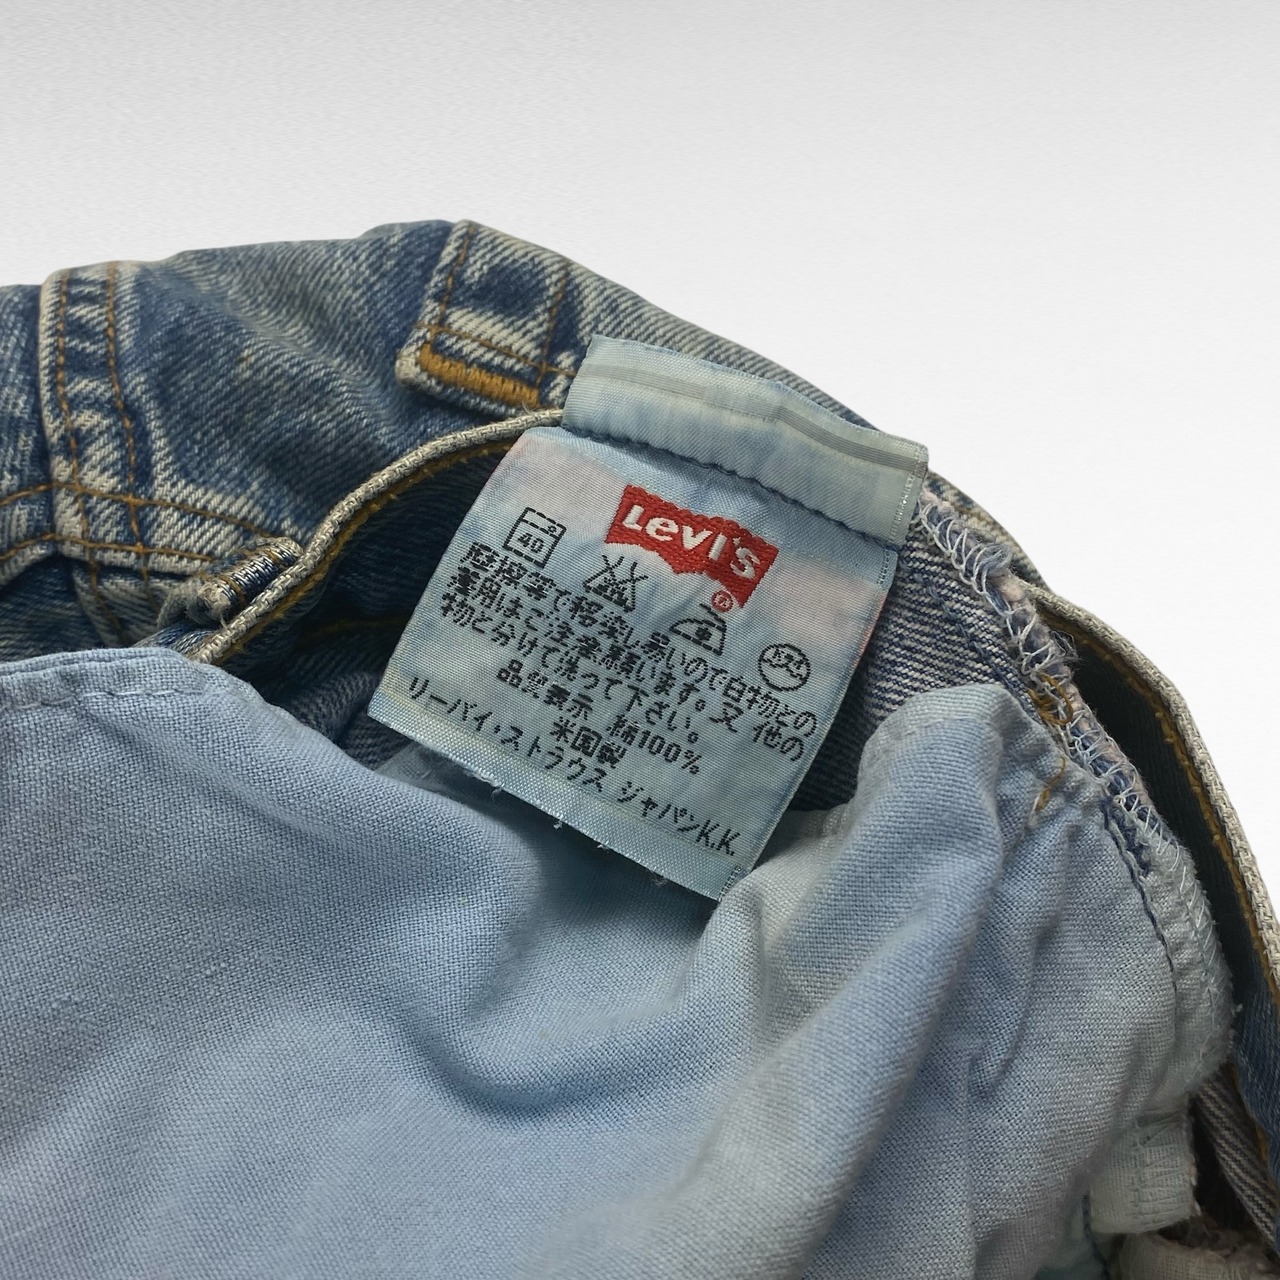 Levi's
®
40
摩擦等で格落し易いので白物との
兼用はご注意願います。又 他の
物と分けて洗って下さい。
品質表示 綿100%
米国製
リーバイ・ストラウス ジャパンK.K.